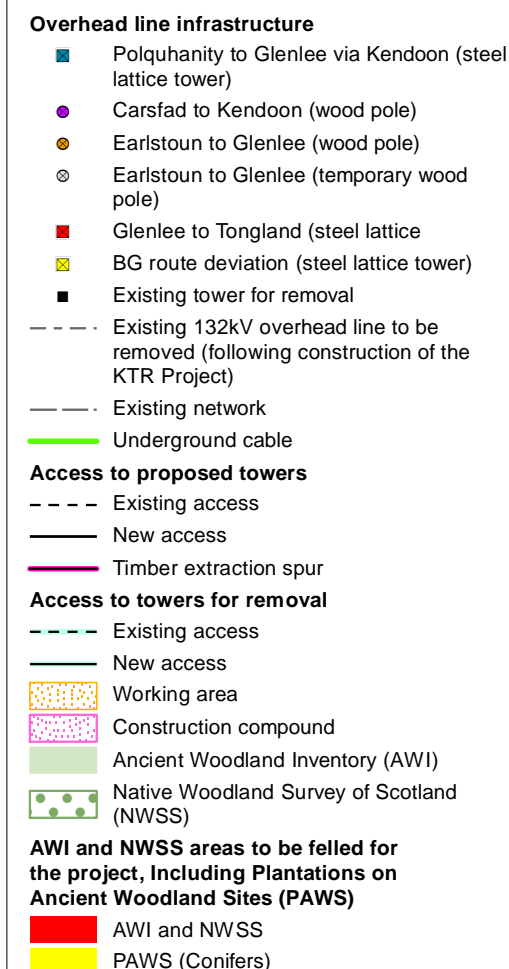 Overhead line infrastructure
Polquhanity to Glenlee via Kendoon (steel
lattice tower)
Carsfad to Kendoon (wood pole)
Earlstoun to Glenlee (wood pole)
Earlstoun to Glenlee (temporary wood
pole)
Glenlee to Tongland (steel lattice
BG route deviation (steel lattice tower)
Existing tower for removal
Existing 132kV overhead line to be
removed (following construction of the
KTR Project)
Existing network
Underground cable
Access to proposed towers
Existing access
New access
Timber extraction spur
Access to towers for removal
Existing access
New access
Working area
Construction compound
Ancient Woodland Inventory (AWI)
Native Woodland Survey of Scotland
(NWSS)
AWI and NWSS areas to be felled for
the project, Including Plantations on
Ancient Woodland Sites (PAWS)
AWI and NWSS
PAWS (Conifers)